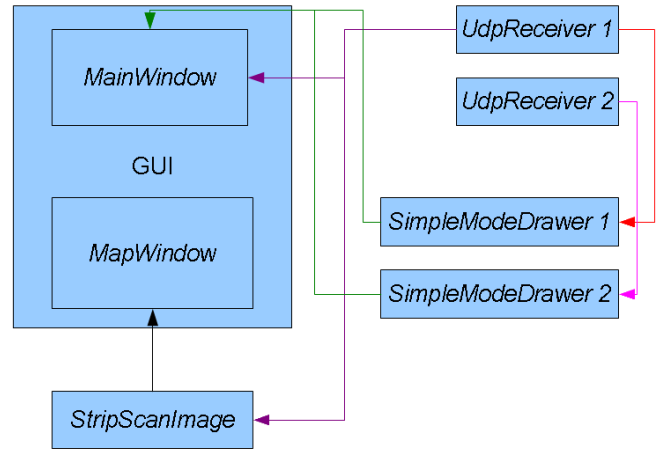 UdpReceiver 1
MainWindow
UdpReceiver 2
GUI
SimpleModeDrawer 1
MapWindow
SimpleModeDrawer 2
StripScanImage